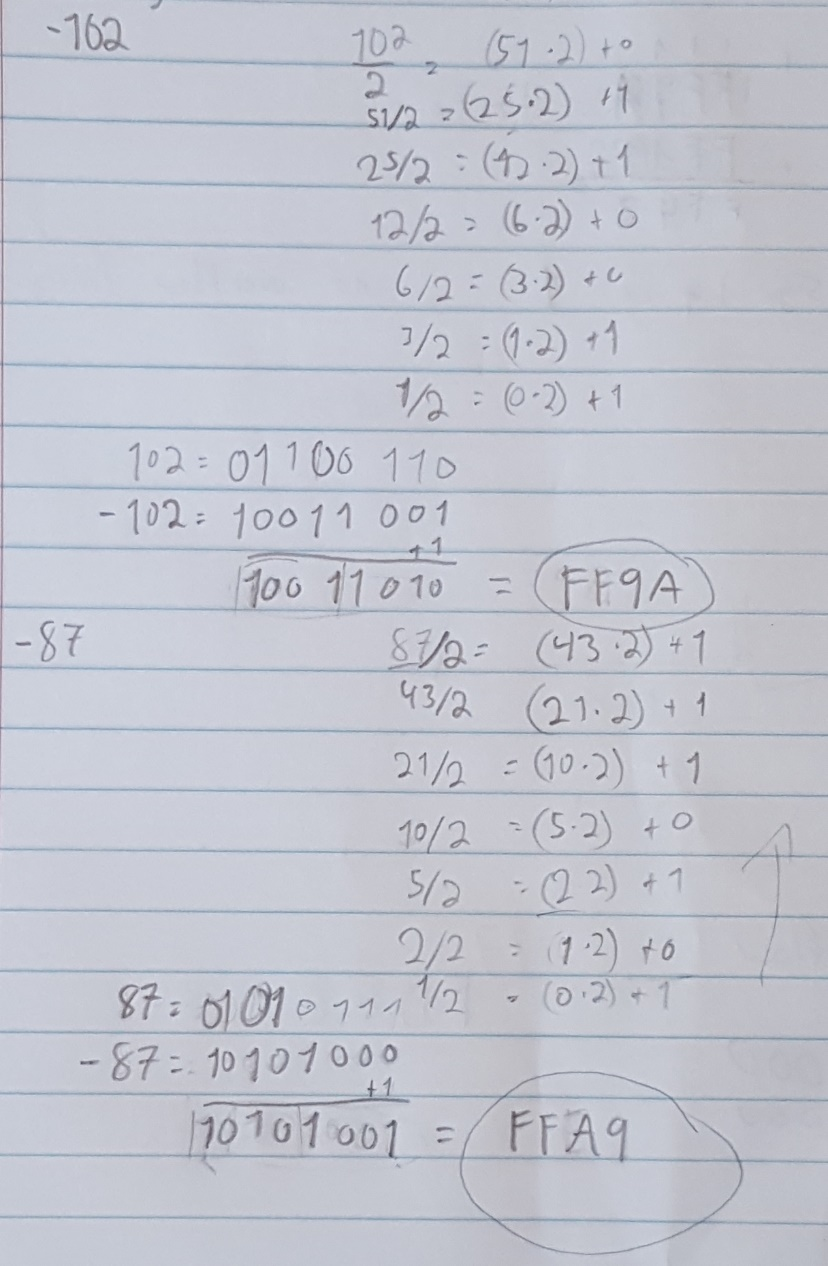 -102
102/2 = (51·2) +0
51/2 = (25·2) +1
25/2 = (12·2) +1
12/2 = (6·2) + 0
6/2 = (3·2) +0
3/2 = (1·2) +1
1/2 = (0·2) +1
102 = 01100 110
-102 = 10011 001
+1
10011010 = FF9A
-87
87/2 = (43·2) +1
43/2 (21·2) + 1
21/2 = (10·2) + 1
10/2 = (5·2) + 0
5/2 = (2 2) +1
2/2 = (1·2) +0
1/2 = (0·2) +1
87 = 01010111
-87 = 10101000
+1
10101001 = FFA9